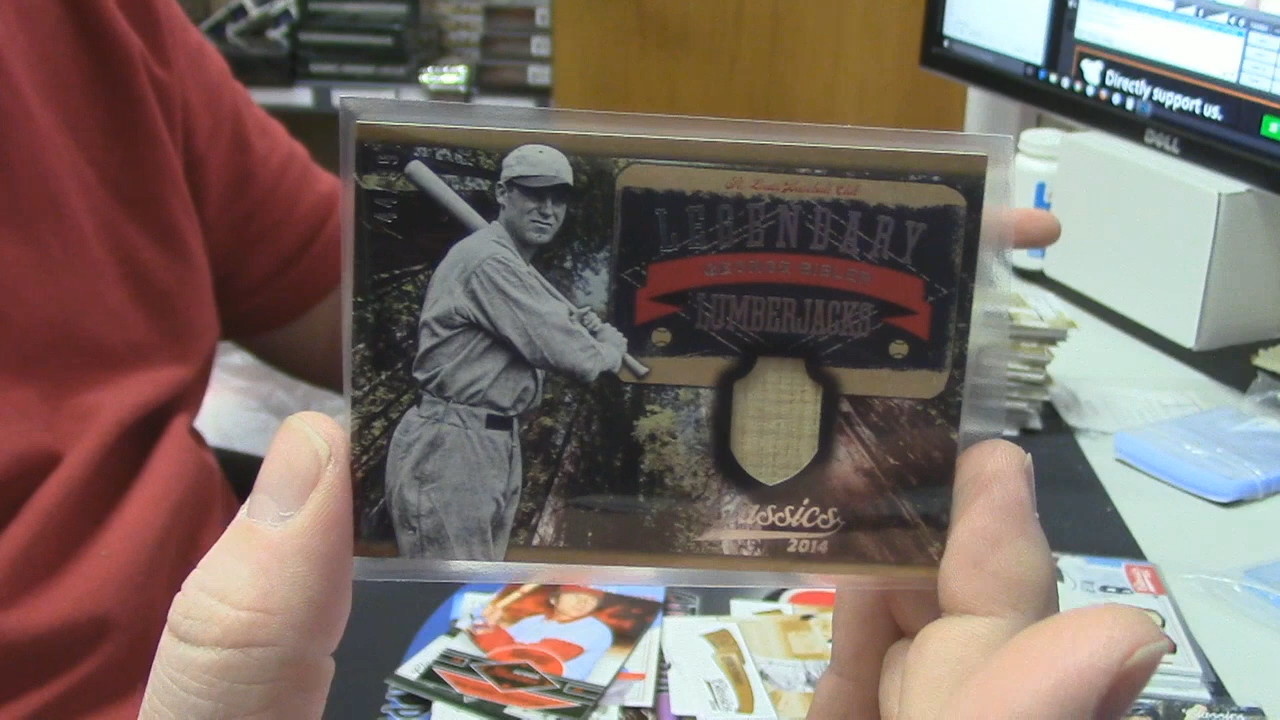 Directly support us.
DELL
St. Louis Baseball Club
LEGENDARY
GEORGE SISLER
LUMBERJACKS
Classics
2014